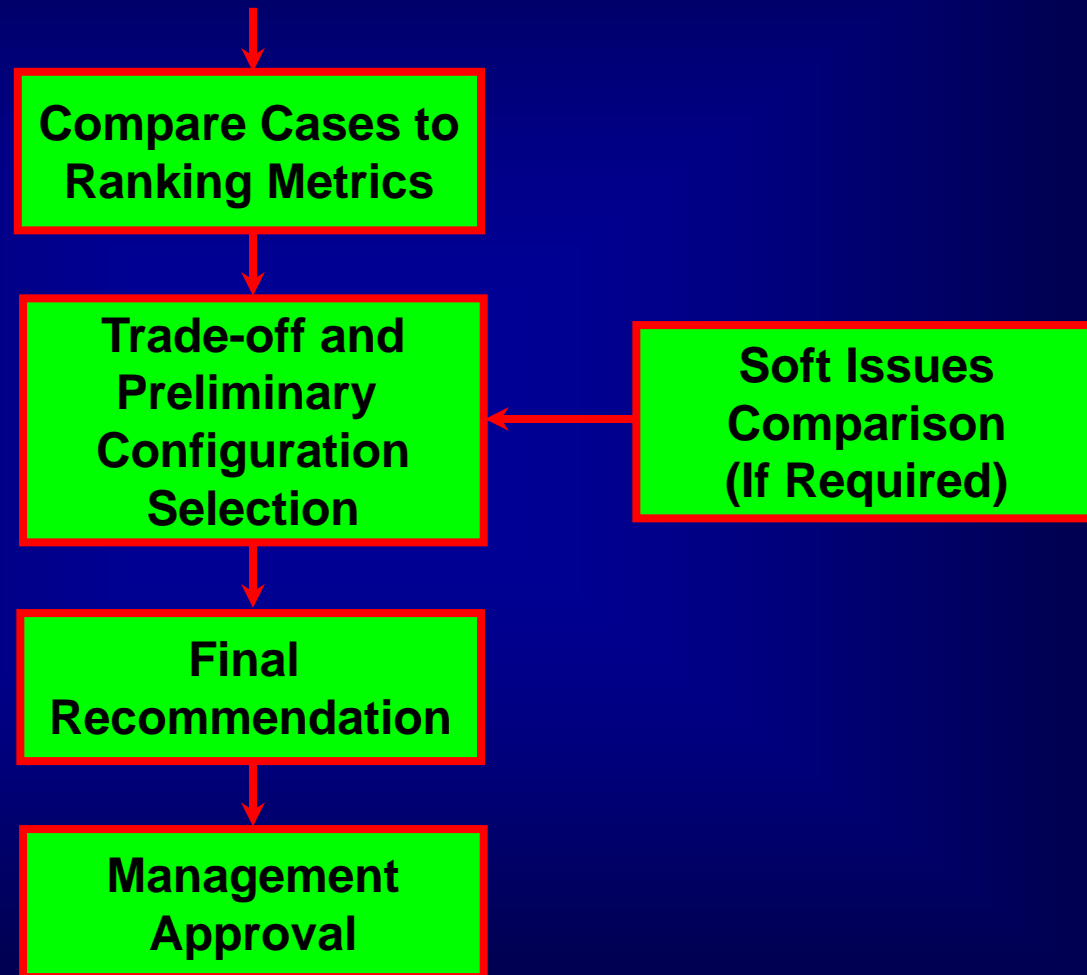 Compare Cases to
Ranking Metrics
Trade-off and
Preliminary
Configuration
Selection
Soft Issues
Comparison
(If Required)
Final
Recommendation
Management
Approval